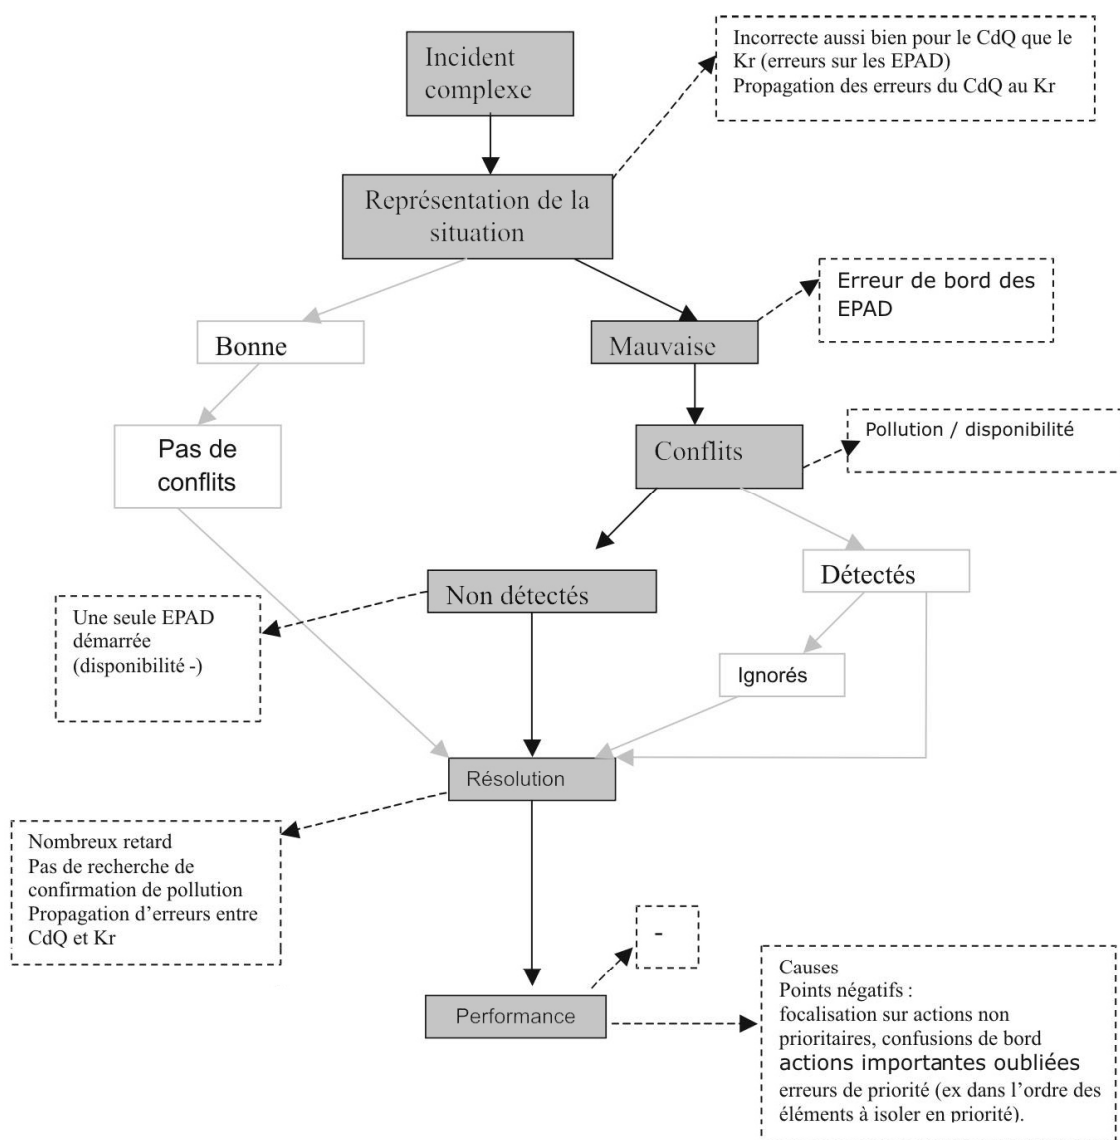 Incident
complexe
Incorrecte aussi bien pour le CdQ que le
Kr (erreurs sur les EPAD)
Propagation des erreurs du CdQ au Kr
Représentation de la
situation
Erreur de bord des
EPAD
Bonne
Mauvaise
Pas de
conflits
Conflits
Pollution / disponibilité
Non détectés
Détectés
Une seule EPAD
démarrée
(disponibilité -)
Ignorés
Résolution
Nombreux retard
Pas de recherche de
confirmation de pollution
Propagation d’erreurs entre
CdQ et Kr
-
Performance
Causes
Points négatifs :
focalisation sur actions non
prioritaires, confusions de bord
actions importantes oubliées
erreurs de priorité (ex dans l’ordre des
éléments à isoler en priorité).